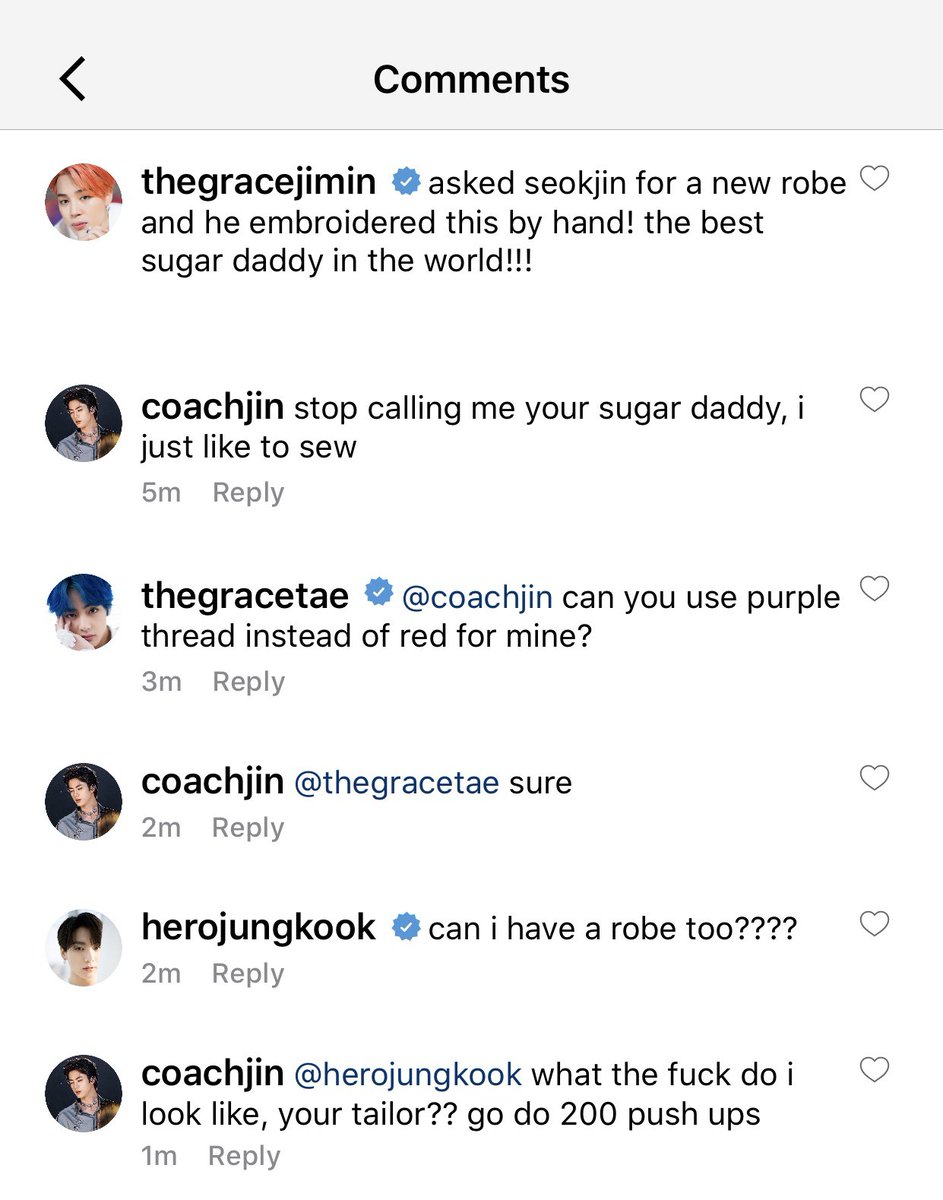 Comments
thegracejimin asked seokjin for a new robe
and he embroidered this by hand! the best
sugar daddy in the world!!!
coachjin stop calling me your sugar daddy, i
just like to sew
5m Reply
thegracetae @coachjin can you use purple
thread instead of red for mine?
3m Reply
coachjin @thegracetae sure
2m Reply
herojungkook can i have a robe too????
2m Reply
coachjin @herojungkook what the fuck do i
look like, your tailor?? go do 200 push ups
1m Reply